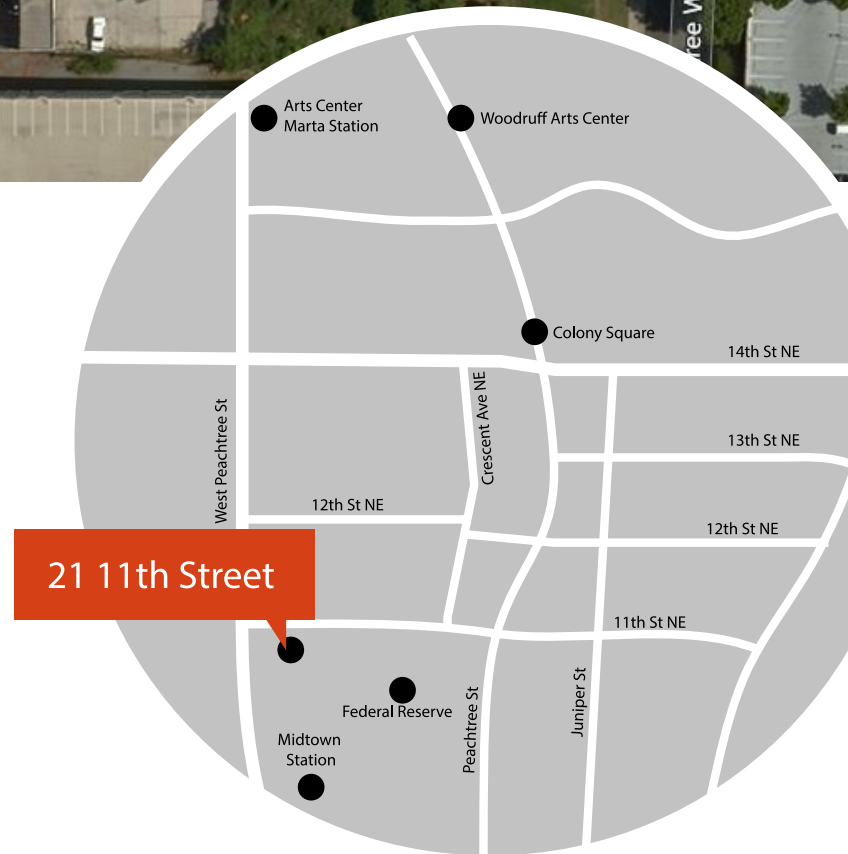 Arts Center
Marta Station
Woodruff Arts Center
Colony Square
14th St NE
Crescent Ave NE
West Peachtree St
13th St NE
12th St NE
12th St NE
21 11th Street
11th St NE
Federal Reserve
Peachtree St
Juniper St
Midtown
Station